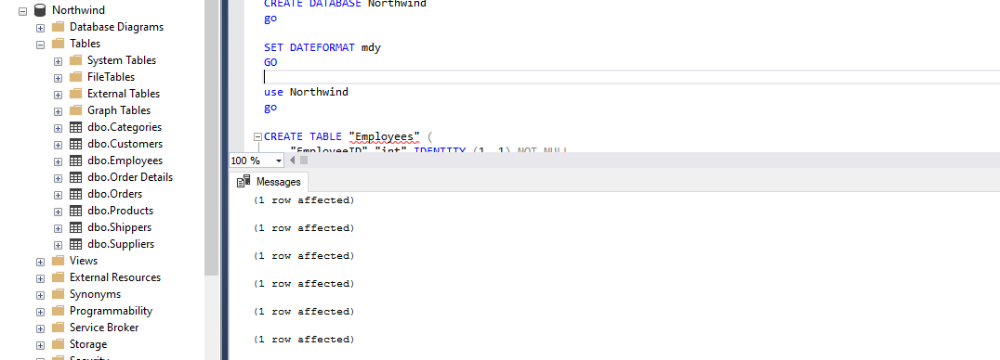 Northwind
Database Diagrams
Tables
System Tables
FileTables
External Tables
Graph Tables
dbo.Categories
dbo.Customers
dbo.Employees
dbo.Order Details
dbo.Orders
dbo.Products
dbo.Shippers
dbo.Suppliers
Views
External Resources
Synonyms
Programmability
Service Broker
Storage
Security
CREATE DATABASE Northwind
go
SET DATEFORMAT mdy
GO
use Northwind
go
CREATE TABLE "Employees" (
"EmployeeID" "int" IDENTITY (1, 1) NOT NULL
100 %
Messages
(1 row affected)
(1 row affected)
(1 row affected)
(1 row affected)
(1 row affected)
(1 row affected)